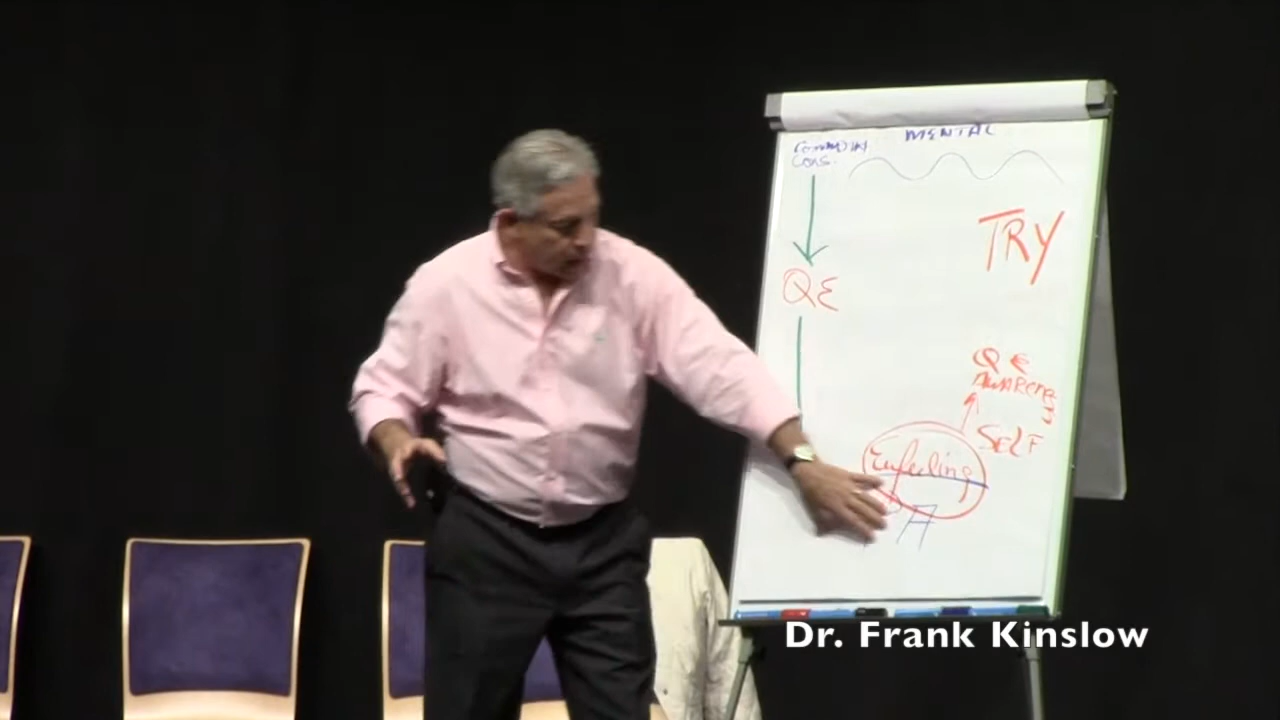 MENTAL
COMMON
CONS.
TRY
QE
QE
AWARENESS
SELF
Eufeeling
A
Dr. Frank Kinslow